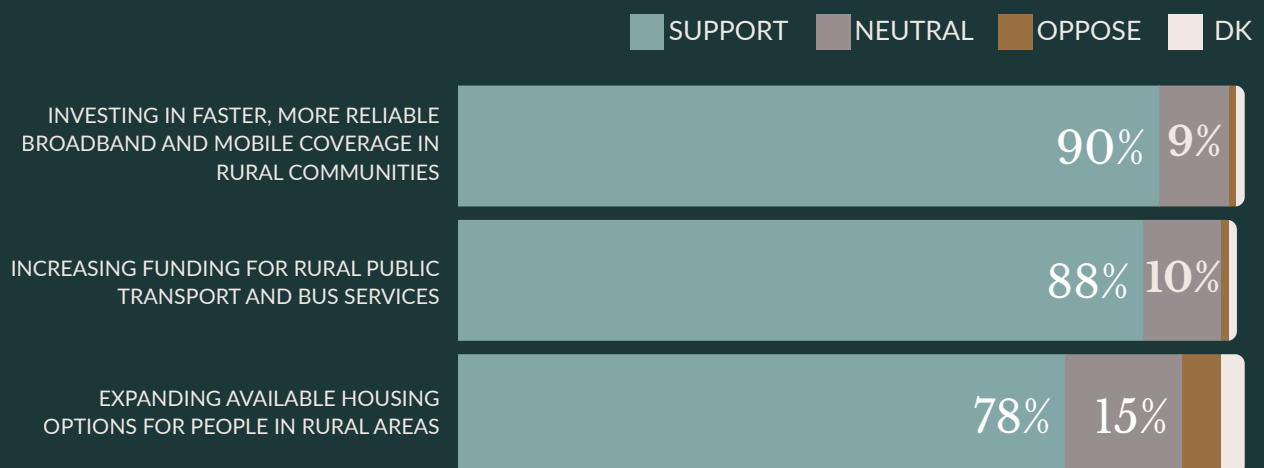 SUPPORT NEUTRAL OPPOSE DK
INVESTING IN FASTER, MORE RELIABLE
BROADBAND AND MOBILE COVERAGE IN
RURAL COMMUNITIES
90% 9%
INCREASING FUNDING FOR RURAL PUBLIC
TRANSPORT AND BUS SERVICES
88% 10%
EXPANDING AVAILABLE HOUSING
OPTIONS FOR PEOPLE IN RURAL AREAS
78% 15%